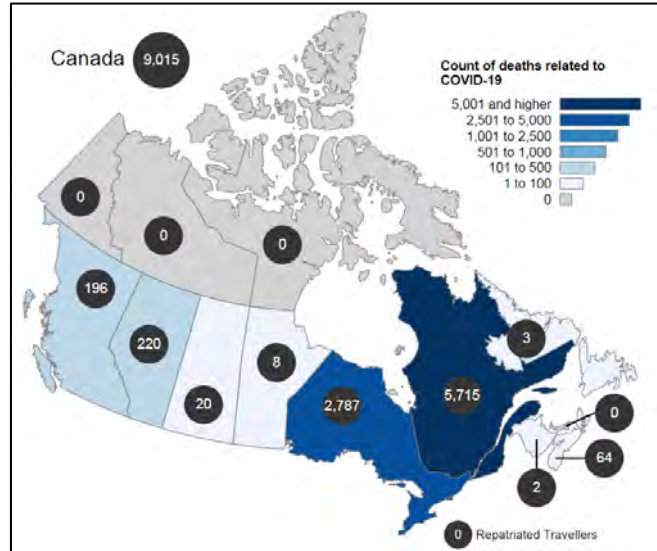 Canada 9,015
Count of deaths related to
COVID-19
5,001 and higher
2,501 to 5,000
1,001 to 2,500
501 to 1,000
101 to 500
1 to 100
0
0
0
0
196
220
20
8
2,787
5,715
3
0
64
2
0 Repatriated Travellers